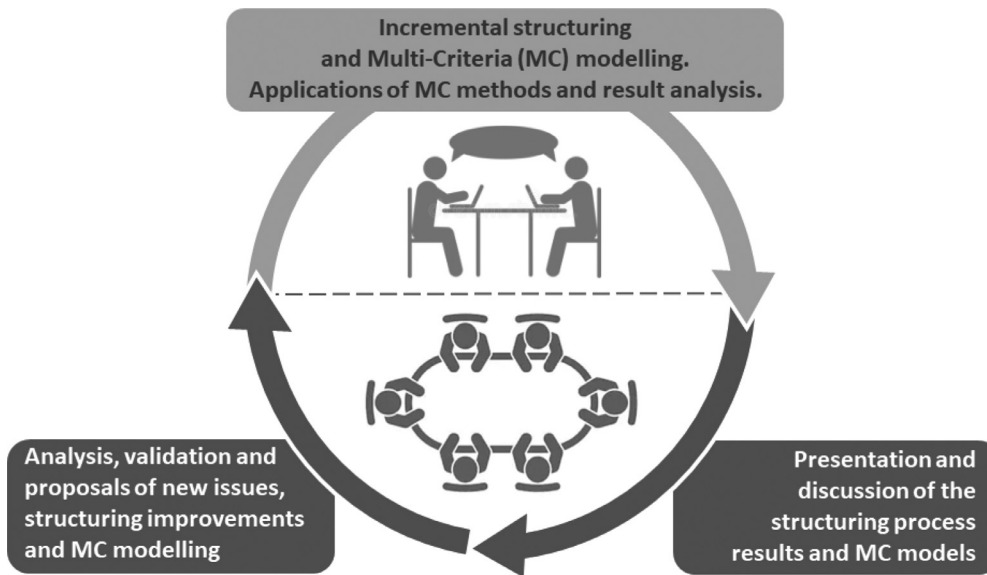 Incremental structuring
and Multi-Criteria (MC) modelling.
Applications of MC methods and result analysis.
Analysis, validation and
proposals of new issues,
structuring improvements
and MC modelling
Presentation and
discussion of the
structuring process
results and MC models